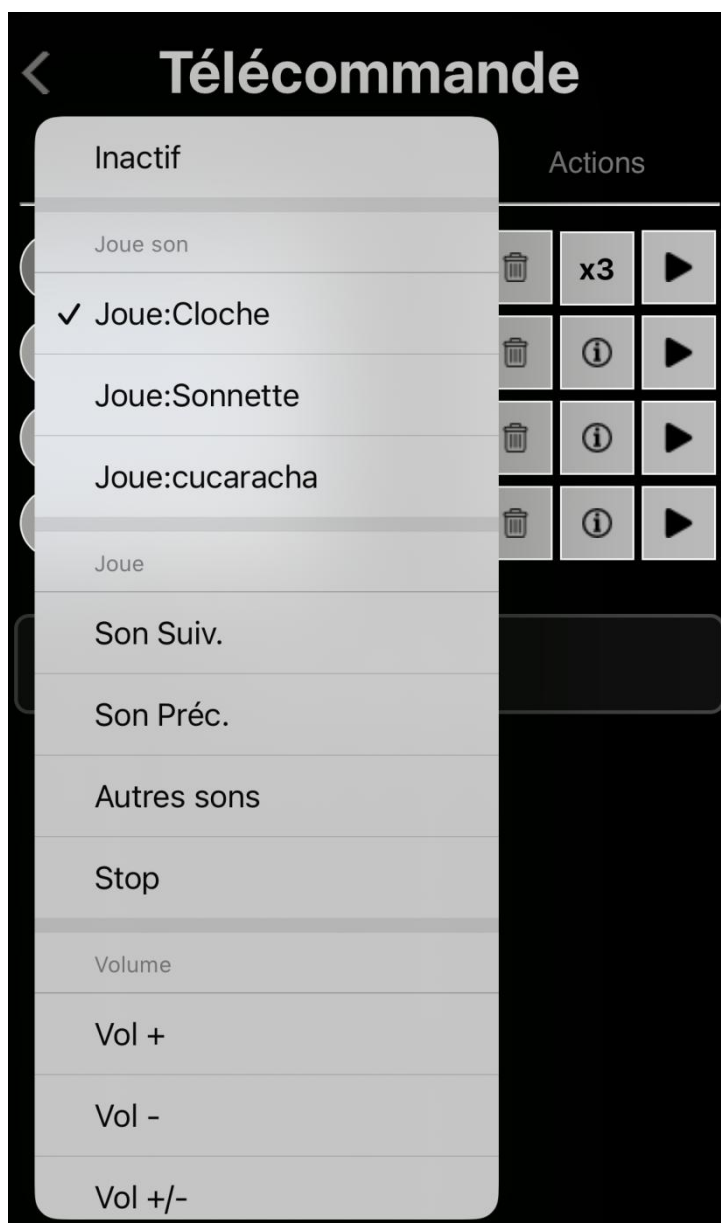 Télécommande
Inactif
Actions
Joue son
x3
✓ Joue:Cloche
Joue:Sonnette
Joue:cucaracha
Joue
Son Suiv.
Son Préc.
Autres sons
Stop
Volume
Vol +
Vol -
Vol +/-